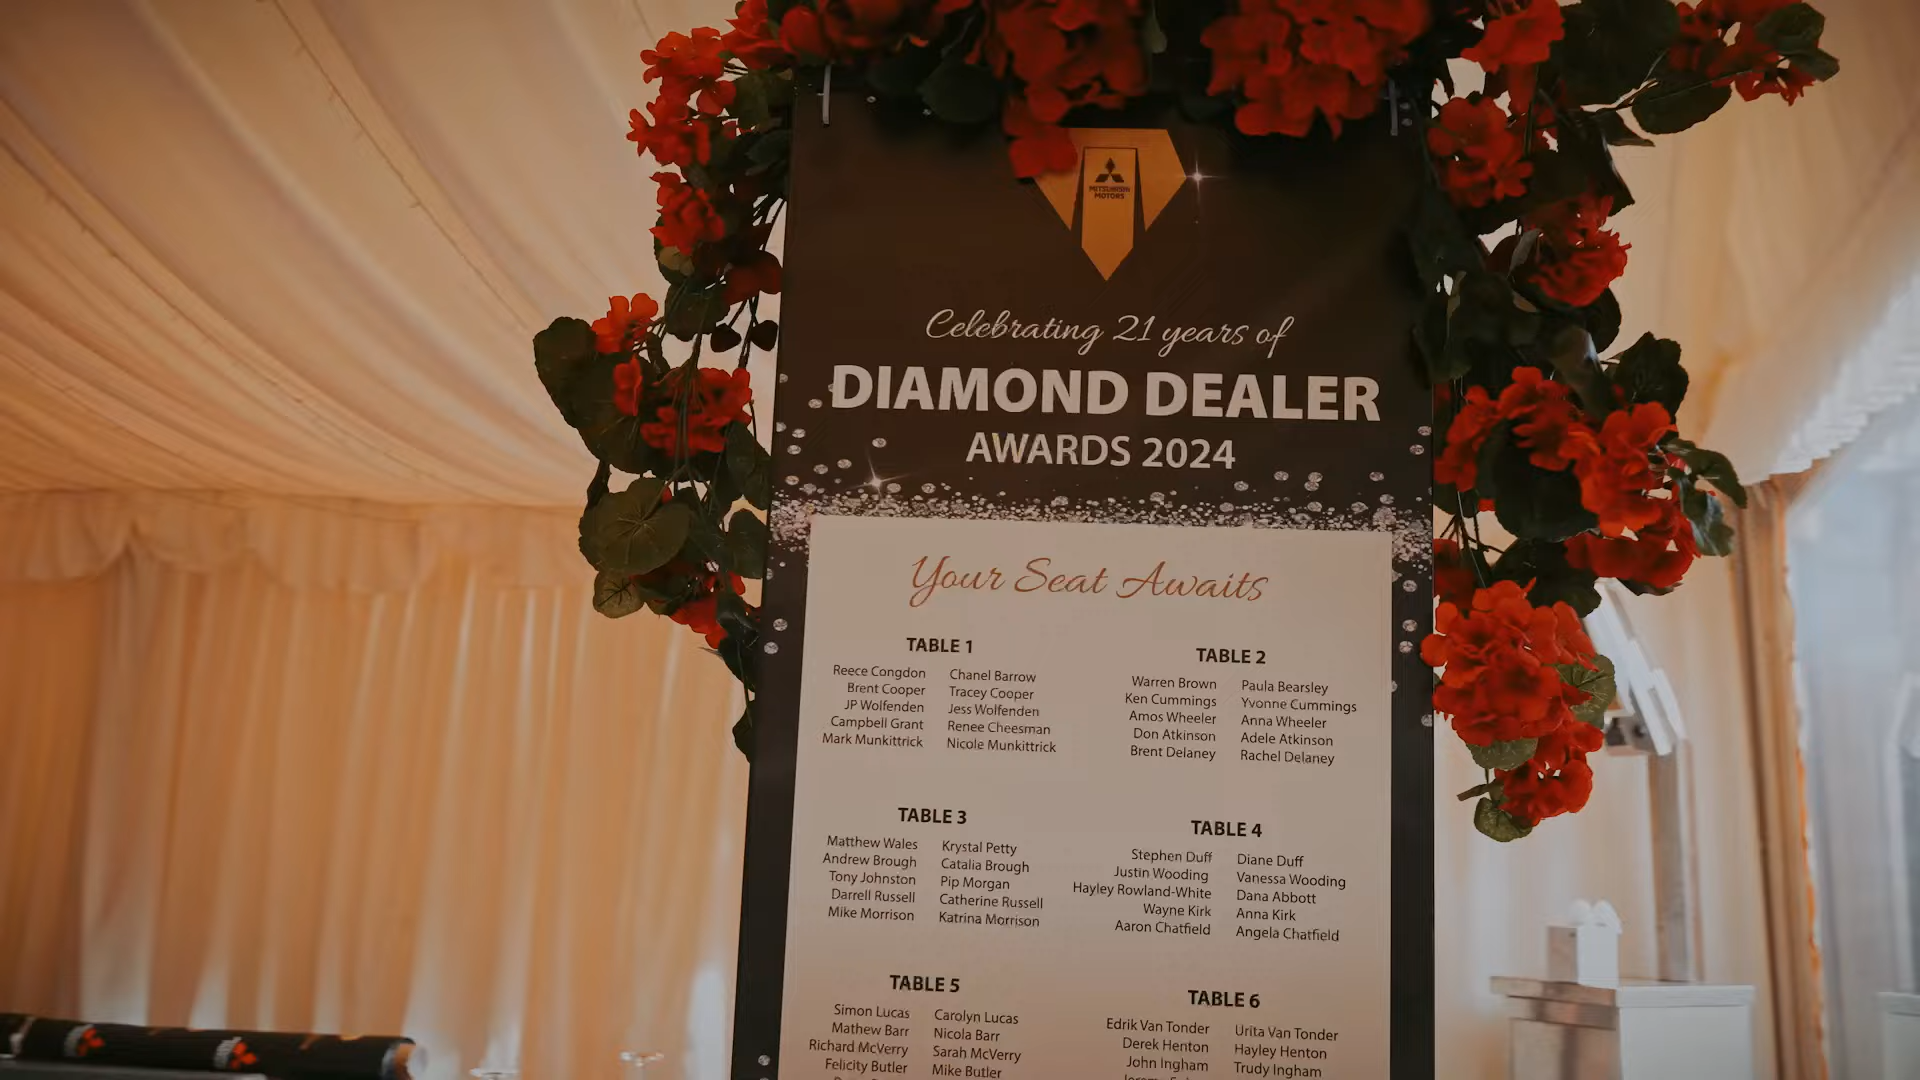 MITSUBISHI
MOTORS
Celebrating 21 years of
DIAMOND DEALER
AWARDS 2024
Your Seat Awaits
TABLE 1
Reece Congdon Chanel Barrow
Brent Cooper Tracey Cooper
JP Wolfenden Jess Wolfenden
Campbell Grant Renee Cheesman
Mark Munkittrick Nicole Munkittrick
TABLE 2
Warren Brown Paula Bearsley
Ken Cummings Yvonne Cummings
Amos Wheeler Anna Wheeler
Don Atkinson Adele Atkinson
Brent Delaney Rachel Delaney
TABLE 3
Matthew Wales Krystal Petty
Andrew Brough Catalia Brough
Tony Johnston Pip Morgan
Darrell Russell Catherine Russell
Mike Morrison Katrina Morrison
TABLE 4
Stephen Duff Diane Duff
Justin Wooding Vanessa Wooding
Hayley Rowland-White Dana Abbott
Wayne Kirk Anna Kirk
Aaron Chatfield Angela Chatfield
TABLE 5
Simon Lucas Carolyn Lucas
Mathew Barr Nicola Barr
Richard McVerry Sarah McVerry
Felicity Butler Mike Butler
TABLE 6
Edrik Van Tonder Urita Van Tonder
Derek Henton Hayley Henton
John Ingham Trudy Ingham